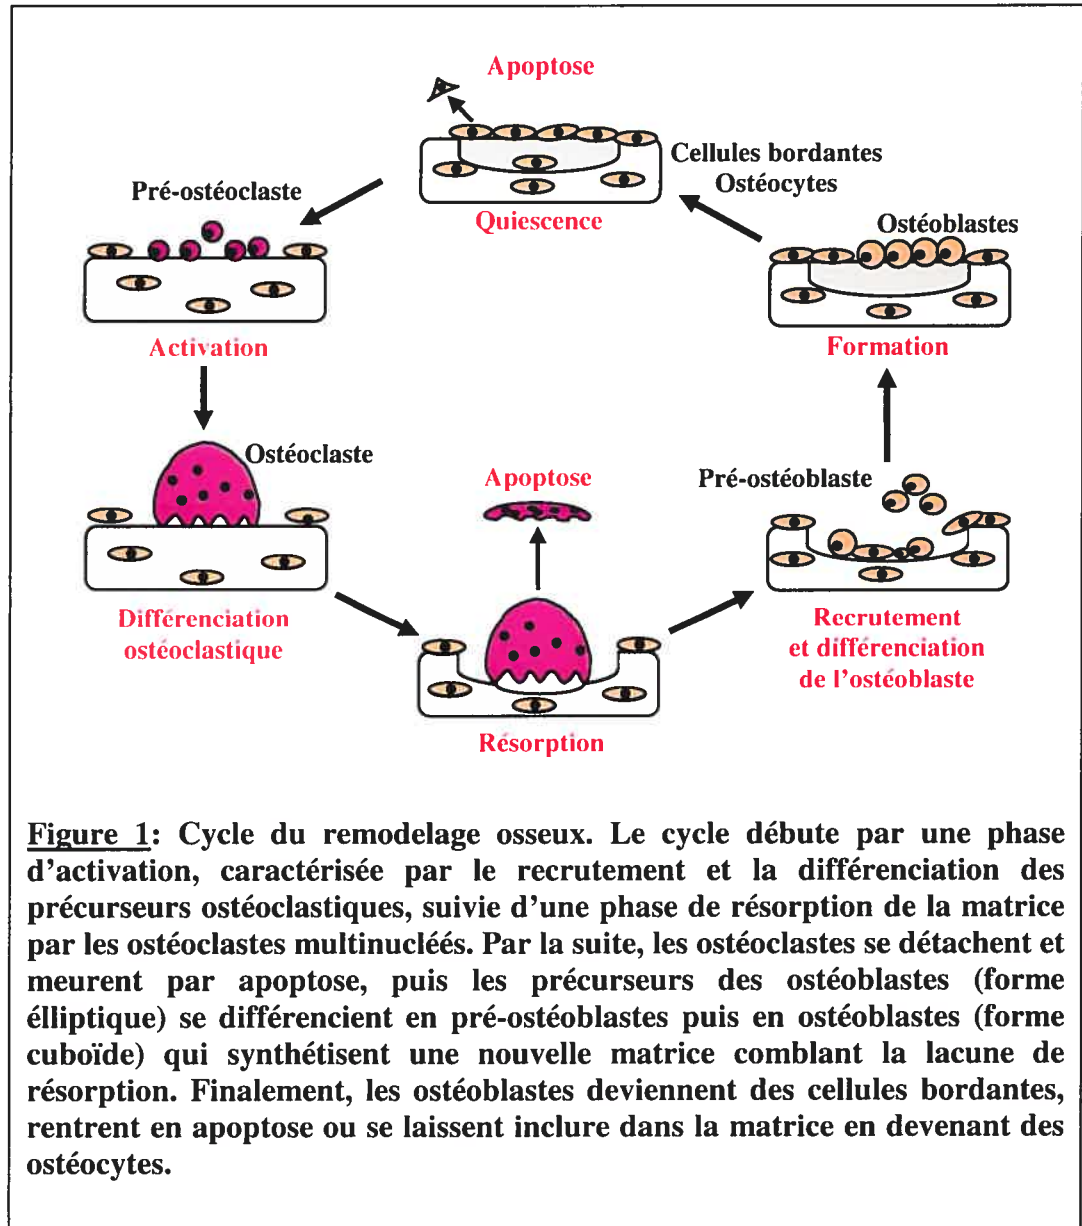 Apoptose
Cellules bordantes
Ostéocytes
Quiescence
Pré-ostéoclaste
Activation
Ostéoblastes
Formation
Ostéoclaste
Différenciation
ostéoclastique
Apoptose
Résorption
Pré-ostéoblaste
Recrutement
et différenciation
de l'ostéoblaste
Figure 1: Cycle du remodelage osseux. Le cycle débute par une phase
d'activation, caractérisée par le recrutement et la différenciation des
précurseurs ostéoclastiques, suivie d'une phase de résorption de la matrice
par les ostéoclastes multinucléés. Par la suite, les ostéoclastes se détachent et
meurent par apoptose, puis les précurseurs des ostéoblastes (forme
élliptique) se différencient en pré-ostéoblastes puis en ostéoblastes (forme
cuboïde) qui synthétisent une nouvelle matrice comblant la lacune de
résorption. Finalement, les ostéoblastes deviennent des cellules bordantes,
rentrent en apoptose ou se laissent inclure dans la matrice en devenant des
ostéocytes.